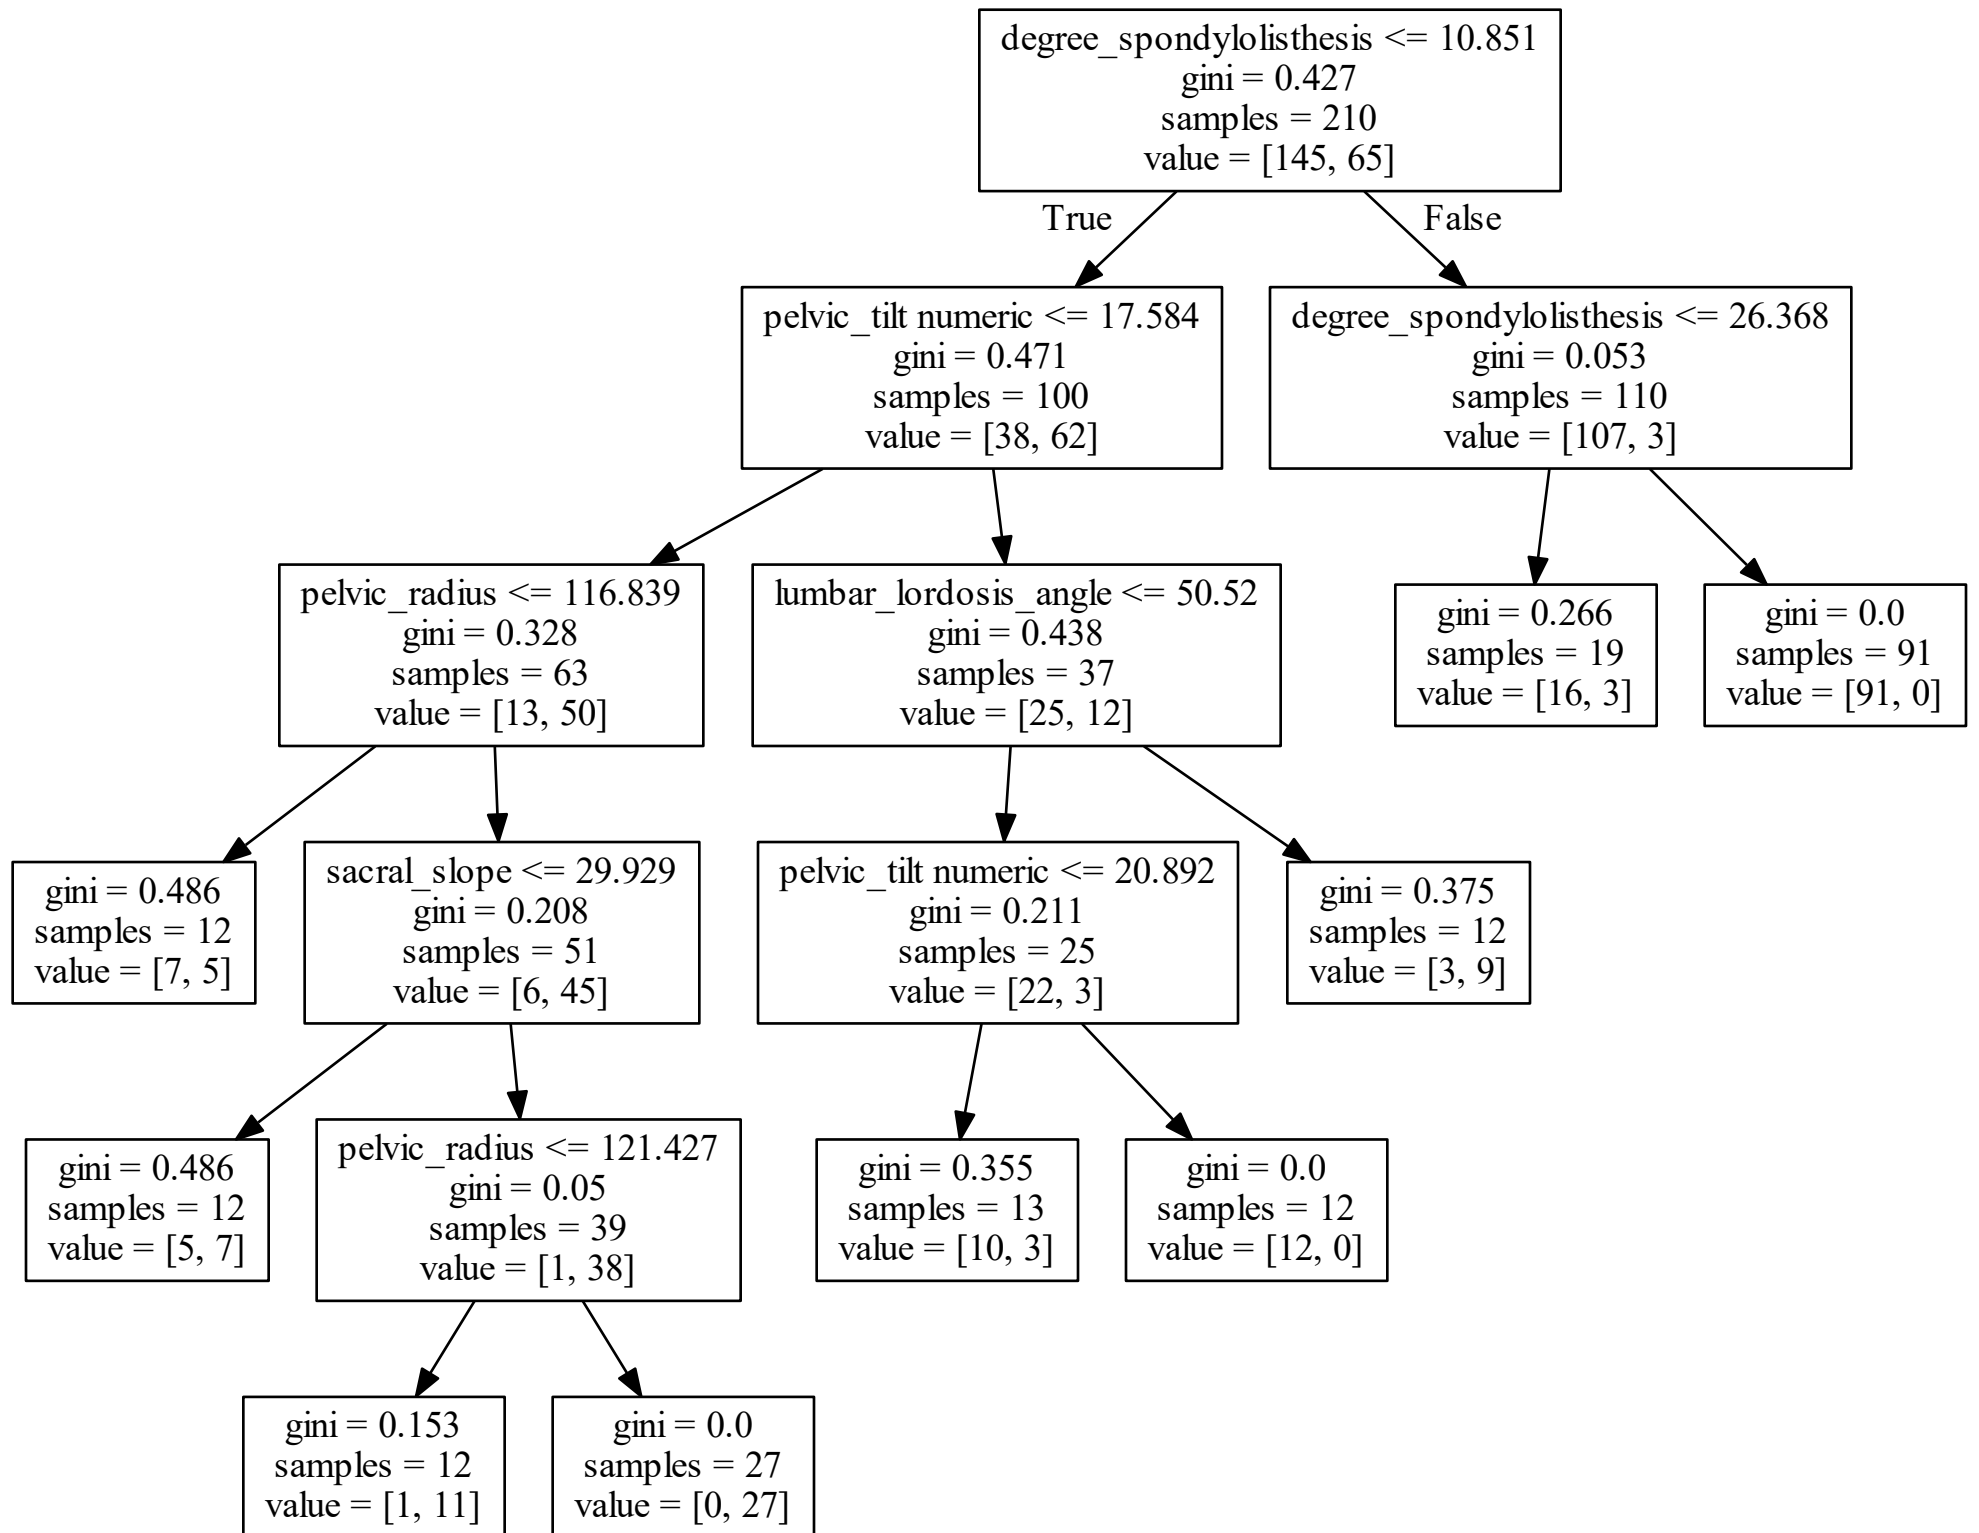 degree_spondylolisthesis <= 10.851
gini = 0.427
samples = 210
value = [145, 65]
True
False
pelvic_tilt numeric <= 17.584
gini = 0.471
samples = 100
value = [38, 62]
degree_spondylolisthesis <= 26.368
gini = 0.053
samples = 110
value = [107, 3]
pelvic_radius <= 116.839
gini = 0.328
samples = 63
value = [13, 50]
lumbar_lordosis_angle <= 50.52
gini = 0.438
samples = 37
value = [25, 12]
gini = 0.266
samples = 19
value = [16, 3]
gini = 0.0
samples = 91
value = [91, 0]
gini = 0.486
samples = 12
value = [7, 5]
sacral_slope <= 29.929
gini = 0.208
samples = 51
value = [6, 45]
pelvic_tilt numeric <= 20.892
gini = 0.211
samples = 25
value = [22, 3]
gini = 0.375
samples = 12
value = [3, 9]
gini = 0.486
samples = 12
value = [5, 7]
pelvic_radius <= 121.427
gini = 0.05
samples = 39
value = [1, 38]
gini = 0.355
samples = 13
value = [10, 3]
gini = 0.0
samples = 12
value = [12, 0]
gini = 0.153
samples = 12
value = [1, 11]
gini = 0.0
samples = 27
value = [0, 27]